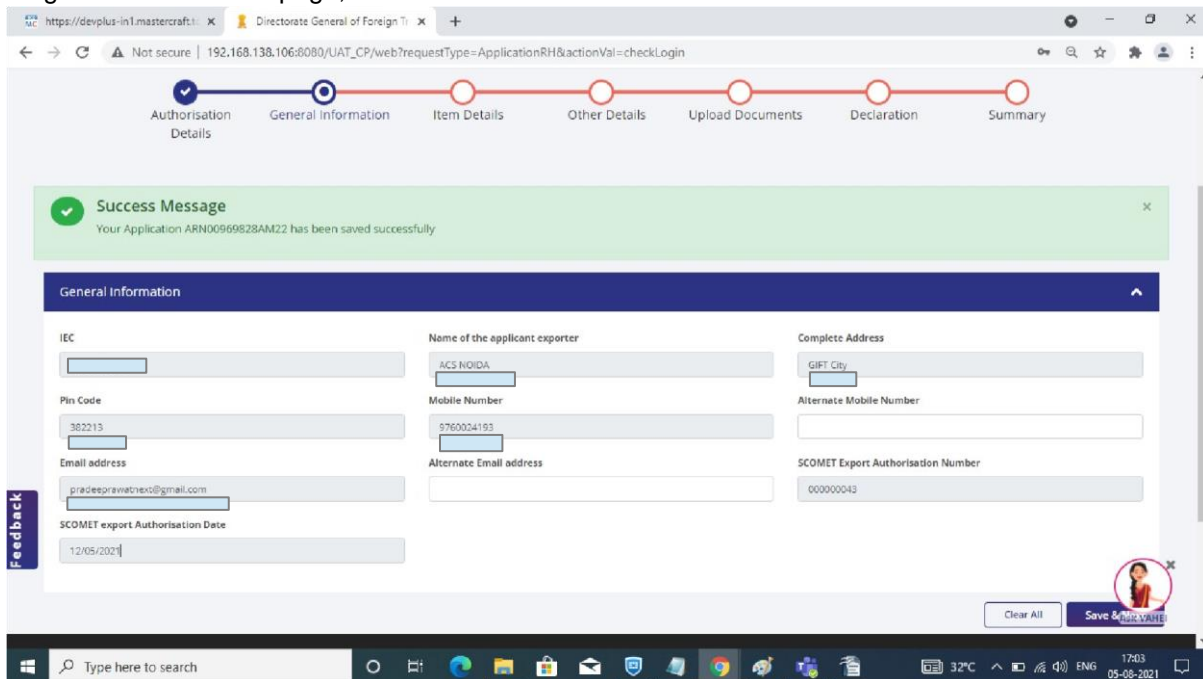 https://devplus-in1.mastercraft.t
Directorate General of Foreign Tr
Not secure | 192.168.138.106:8080/UAT_CP/web?requestType=ApplicationRH&actionVal=checkLogin
Authorisation Details
General Information
Item Details
Other Details
Upload Documents
Declaration
Summary
Success Message
Your Application ARN00969828AM22 has been saved successfully
General Information
IEC
Name of the applicant exporter
Complete Address
ACS NOIDA
GIFT City
Pin Code
Mobile Number
Alternate Mobile Number
382213
9760024193
Email address
Alternate Email address
SCOMET Export Authorisation Number
pradeeprawatnext@gmail.com
000000043
SCOMET export Authorisation Date
12/05/2021
Feedback
Clear All
Save &
ASK VAHEI
Type here to search
32°C
ENG
17:03
05-08-2021